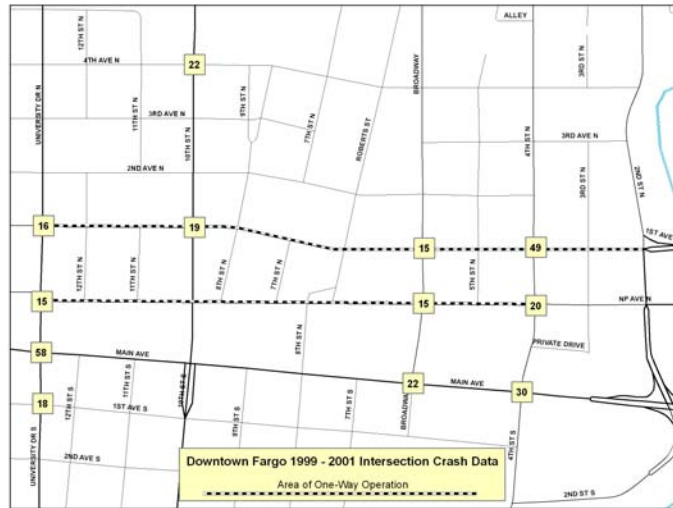 ALLEY
12TH ST N
4TH AVE N
22
BROADWAY
3RD ST N
UNIVERSITY DR N
11TH ST N
10TH ST N
9TH ST N
7TH ST N
ROBERTS ST
4TH ST N
3RD AVE N
3RD AVE N
2ND AVE N
3RD ST N
2ND ST N
16
19
15
49
1ST AVE
12TH ST N
11TH ST N
8TH ST N
7TH ST N
5TH ST N
15
15
20
NP AVE N
8TH ST N
PRIVATE DRIVE
58
MAIN AVE
22
MAIN AVE
30
18
12TH ST S
11TH ST S
10TH ST S
1ST AVE S
9TH ST S
7TH ST S
BROADWAY
4TH ST S
UNIVERSITY DR S
2ND AVE S
Downtown Fargo 1999 - 2001 Intersection Crash Data
Area of One-Way Operation
2ND ST S